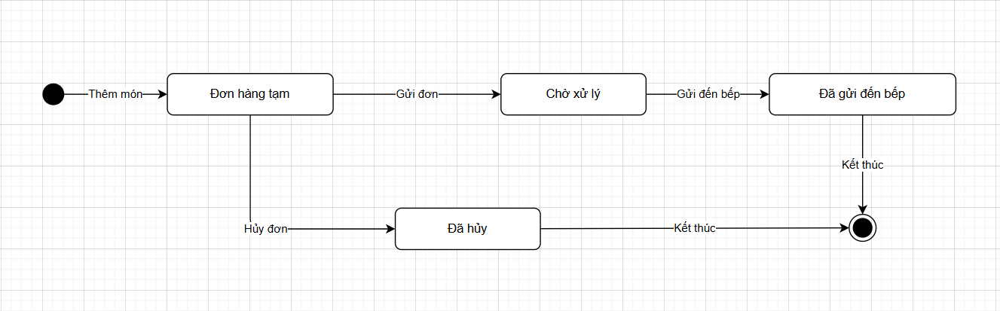 Thêm món
Đơn hàng tạm
Gửi đơn
Chờ xử lý
Gửi đến bếp
Đã gửi đến bếp
Kết thúc
Hủy đơn
Đã hủy
Kết thúc